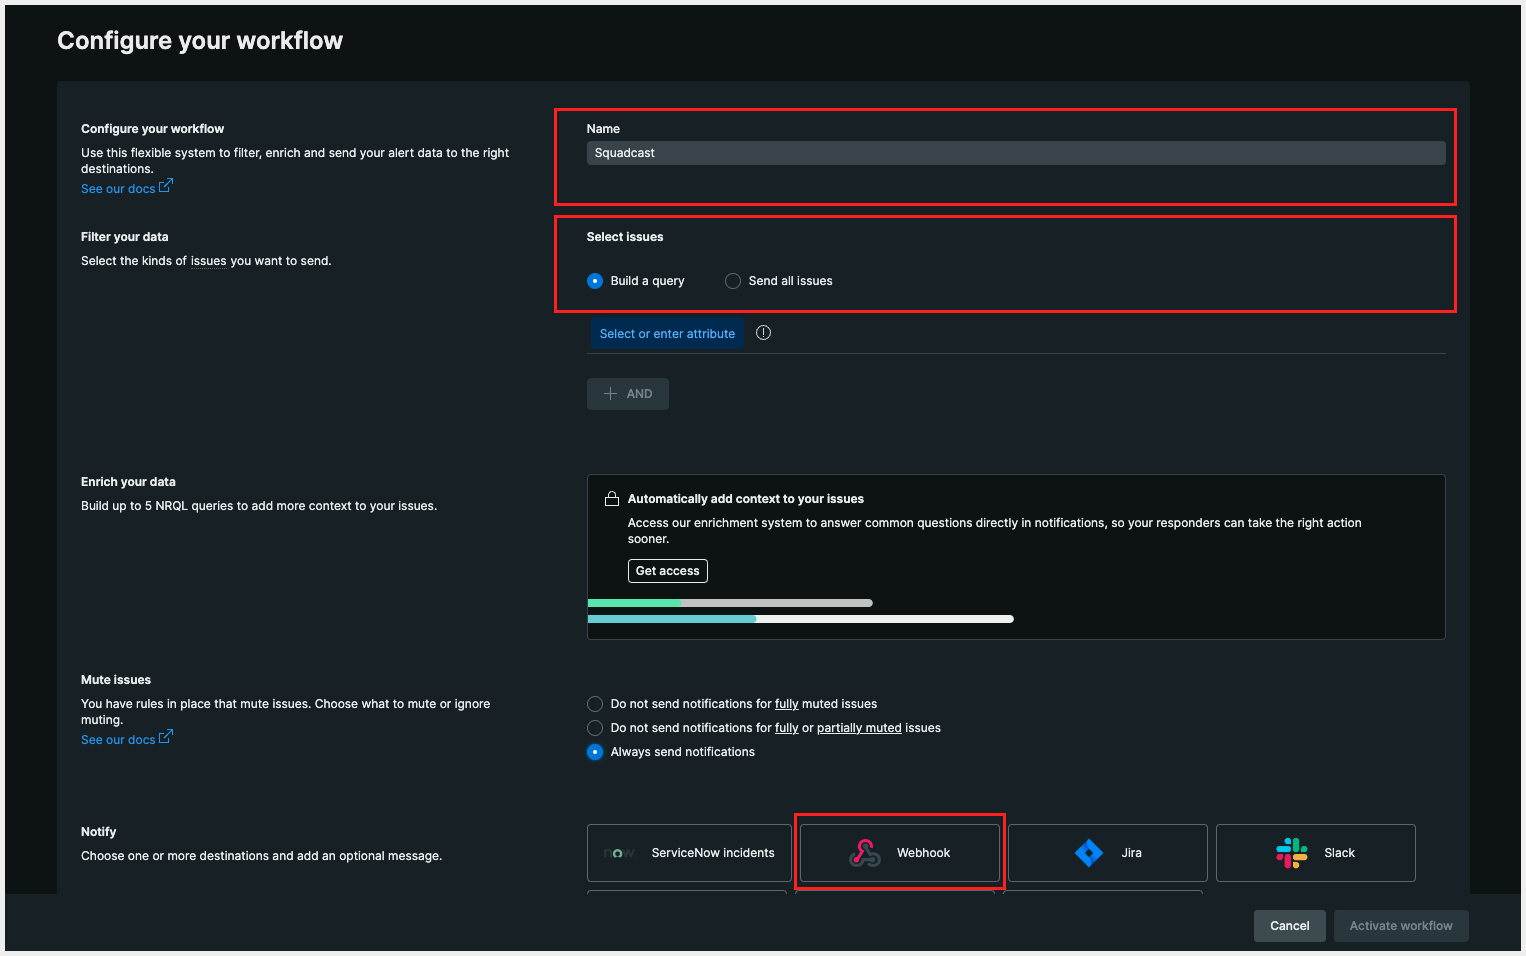 Configure your workflow
Configure your workflow
Use this flexible system to filter, enrich and send your alert data to the right
destinations.
See our docs
Name
Squadcast
Filter your data
Select the kinds of issues you want to send.
Select issues
Build a query
Send all issues
Select or enter attribute
AND
Enrich your data
Build up to 5 NRQL queries to add more context to your issues.
Automatically add context to your issues
Access our enrichment system to answer common questions directly in notifications, so your responders can take the right action
sooner.
Get access
Mute issues
You have rules in place that mute issues. Choose what to mute or ignore
muting.
See our docs
Do not send notifications for fully muted issues
Do not send notifications for fully or partially muted issues
Always send notifications
Notify
Choose one or more destinations and add an optional message.
now ServiceNow incidents
Webhook
Jira
Slack
Cancel
Activate workflow